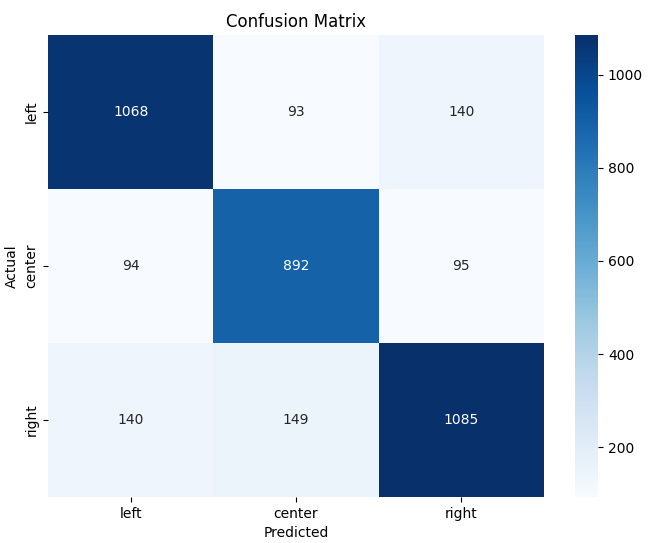 Confusion Matrix
left
1068 93 140
Actual
center
94 892 95
right
140 149 1085
left center right
Predicted
1000
800
600
400
200